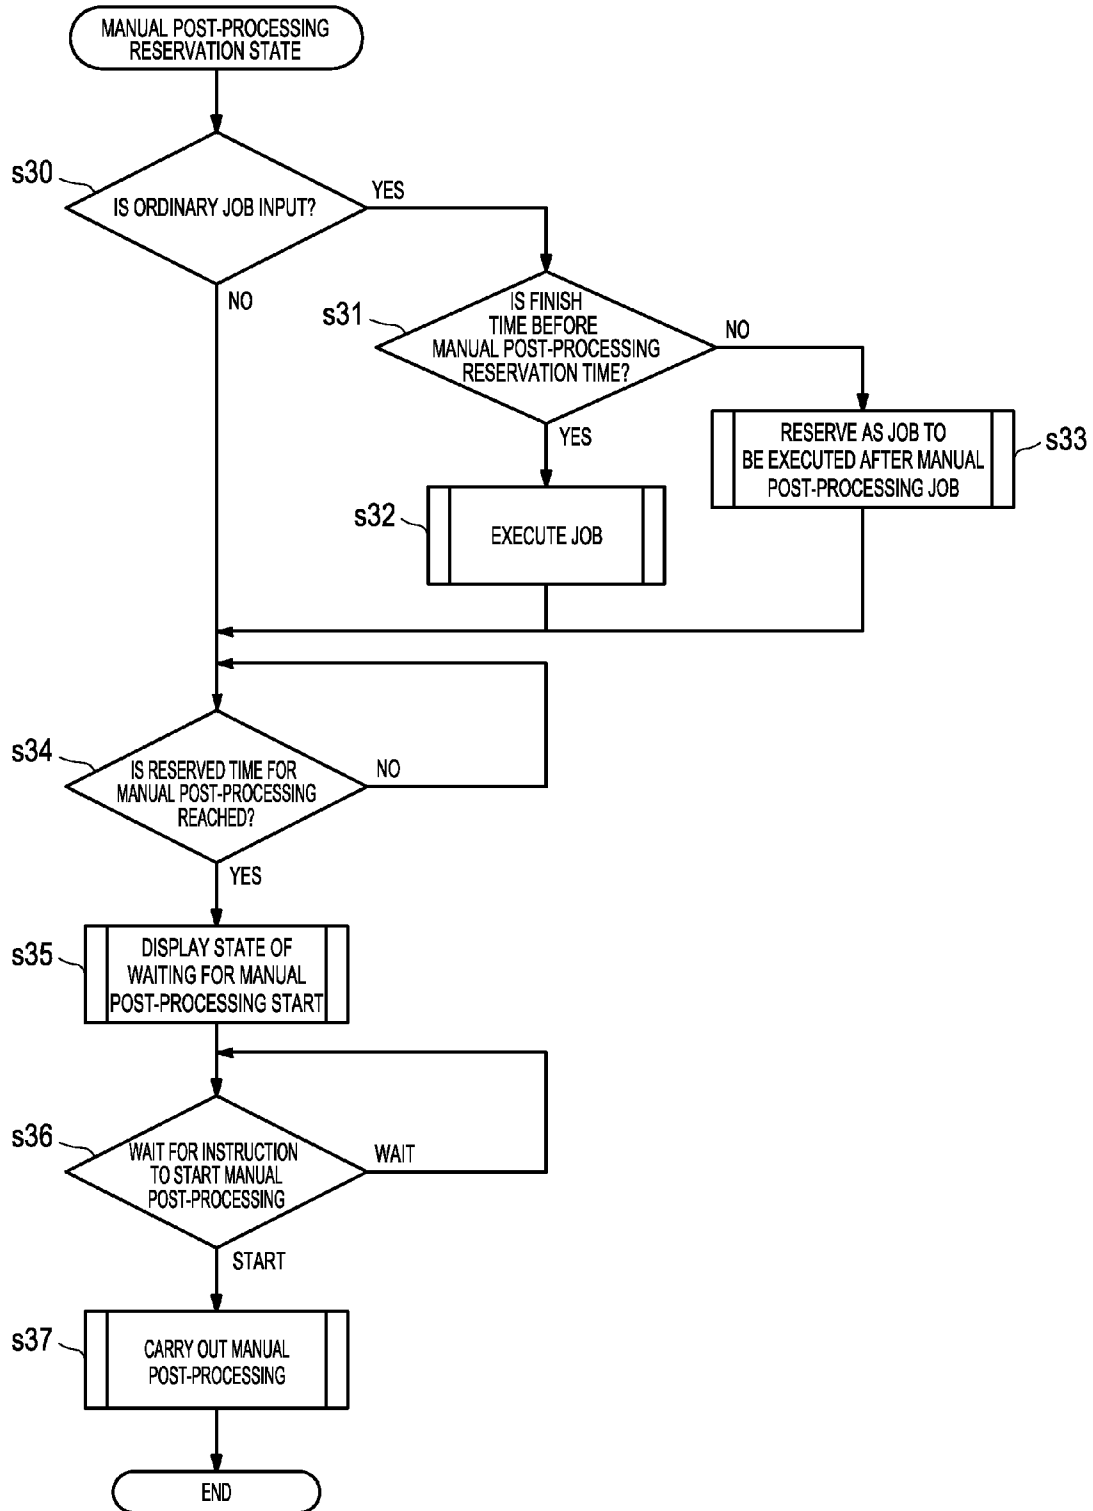 MANUAL POST-PROCESSING
RESERVATION STATE
s30
IS ORDINARY JOB INPUT?
YES
NO
s31
IS FINISH
TIME BEFORE
MANUAL POST-PROCESSING
RESERVATION TIME?
NO
YES
RESERVE AS JOB TO
BE EXECUTED AFTER MANUAL
POST-PROCESSING JOB
s33
s32
EXECUTE JOB
s34
IS RESERVED TIME FOR
MANUAL POST-PROCESSING
REACHED?
NO
YES
s35
DISPLAY STATE OF
WAITING FOR MANUAL
POST-PROCESSING START
s36
WAIT FOR INSTRUCTION
TO START MANUAL
POST-PROCESSING
WAIT
START
s37
CARRY OUT MANUAL
POST-PROCESSING
END